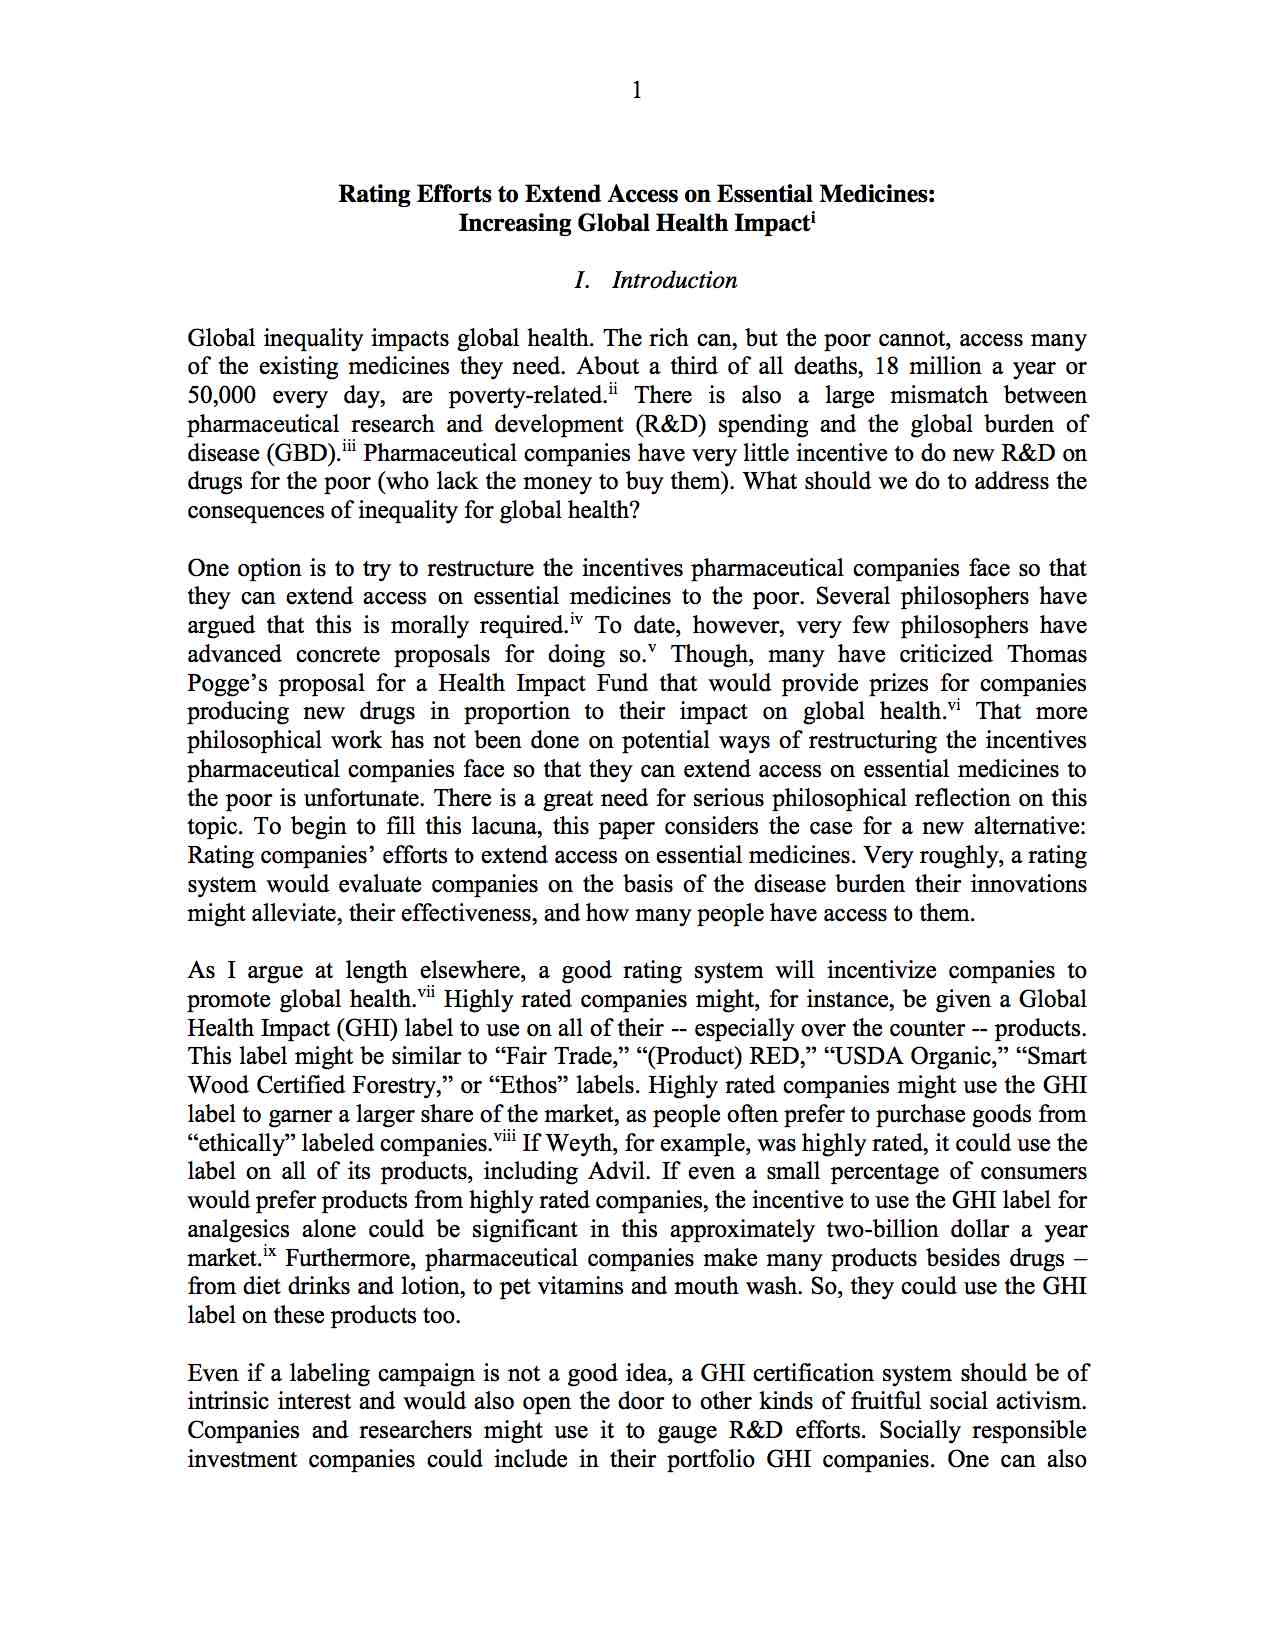 1
Rating Efforts to Extend Access on Essential Medicines:
Increasing Global Health Impactⁱ
I. Introduction
Global inequality impacts global health. The rich can, but the poor cannot, access many
of the existing medicines they need. About a third of all deaths, 18 million a year or
50,000 every day, are poverty-related.ⁱⁱ There is also a large mismatch between
pharmaceutical research and development (R&D) spending and the global burden of
disease (GBD).ⁱⁱⁱ Pharmaceutical companies have very little incentive to do new R&D on
drugs for the poor (who lack the money to buy them). What should we do to address the
consequences of inequality for global health?
One option is to try to restructure the incentives pharmaceutical companies face so that
they can extend access on essential medicines to the poor. Several philosophers have
argued that this is morally required.ⁱᵛ To date, however, very few philosophers have
advanced concrete proposals for doing so.ᵛ Though, many have criticized Thomas
Pogge’s proposal for a Health Impact Fund that would provide prizes for companies
producing new drugs in proportion to their impact on global health.ᵛⁱ That more
philosophical work has not been done on potential ways of restructuring the incentives
pharmaceutical companies face so that they can extend access on essential medicines to
the poor is unfortunate. There is a great need for serious philosophical reflection on this
topic. To begin to fill this lacuna, this paper considers the case for a new alternative:
Rating companies’ efforts to extend access on essential medicines. Very roughly, a rating
system would evaluate companies on the basis of the disease burden their innovations
might alleviate, their effectiveness, and how many people have access to them.
As I argue at length elsewhere, a good rating system will incentivize companies to
promote global health.ᵛⁱⁱ Highly rated companies might, for instance, be given a Global
Health Impact (GHI) label to use on all of their -- especially over the counter -- products.
This label might be similar to “Fair Trade,” “(Product) RED,” “USDA Organic,” “Smart
Wood Certified Forestry,” or “Ethos” labels. Highly rated companies might use the GHI
label to garner a larger share of the market, as people often prefer to purchase goods from
“ethically” labeled companies.ᵛⁱⁱⁱ If Weyth, for example, was highly rated, it could use the
label on all of its products, including Advil. If even a small percentage of consumers
would prefer products from highly rated companies, the incentive to use the GHI label for
analgesics alone could be significant in this approximately two-billion dollar a year
market.ⁱˣ Furthermore, pharmaceutical companies make many products besides drugs –
from diet drinks and lotion, to pet vitamins and mouth wash. So, they could use the GHI
label on these products too.
Even if a labeling campaign is not a good idea, a GHI certification system should be of
intrinsic interest and would also open the door to other kinds of fruitful social activism.
Companies and researchers might use it to gauge R&D efforts. Socially responsible
investment companies could include in their portfolio GHI companies. One can also